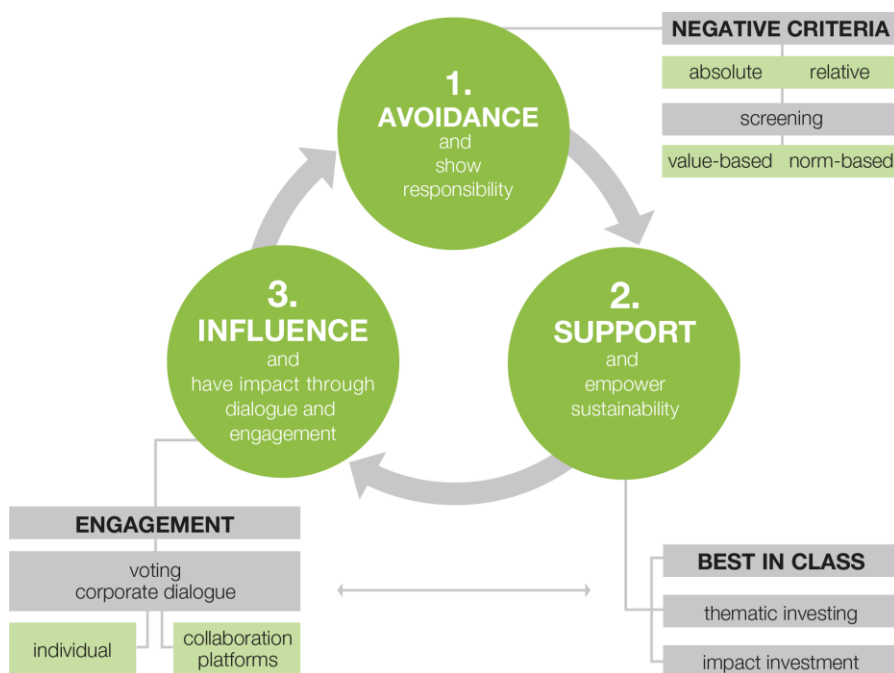 NEGATIVE CRITERIA
absolute
relative
screening
value-based
norm-based
1.
AVOIDANCE
and
show
responsibility
2.
SUPPORT
and
empower
sustainability
3.
INFLUENCE
and
have impact through
dialogue and
engagement
ENGAGEMENT
voting
corporate dialogue
individual
collaboration
platforms
BEST IN CLASS
thematic investing
impact investment